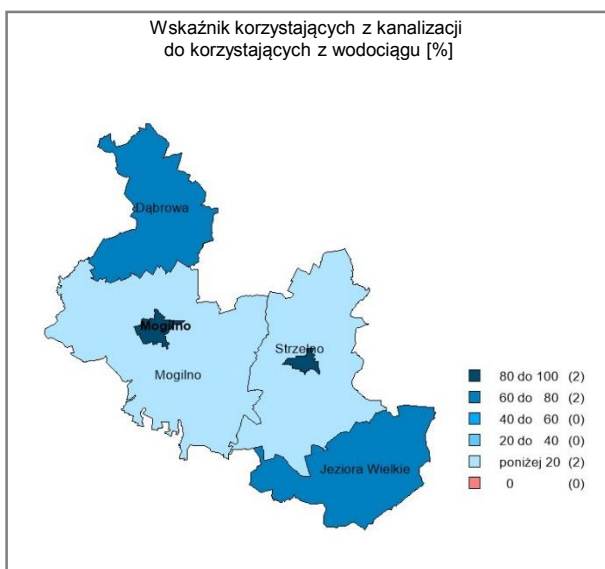 Wskaźnik korzystających z kanalizacji
do korzystających z wodociągu [%]
Dąbrowa
Mogilno
Strzelno
Mogilno
Jeziora Wielkie
80 do 100 (2)
60 do 80 (2)
40 do 60 (0)
20 do 40 (0)
poniżej 20 (2)
0 (0)